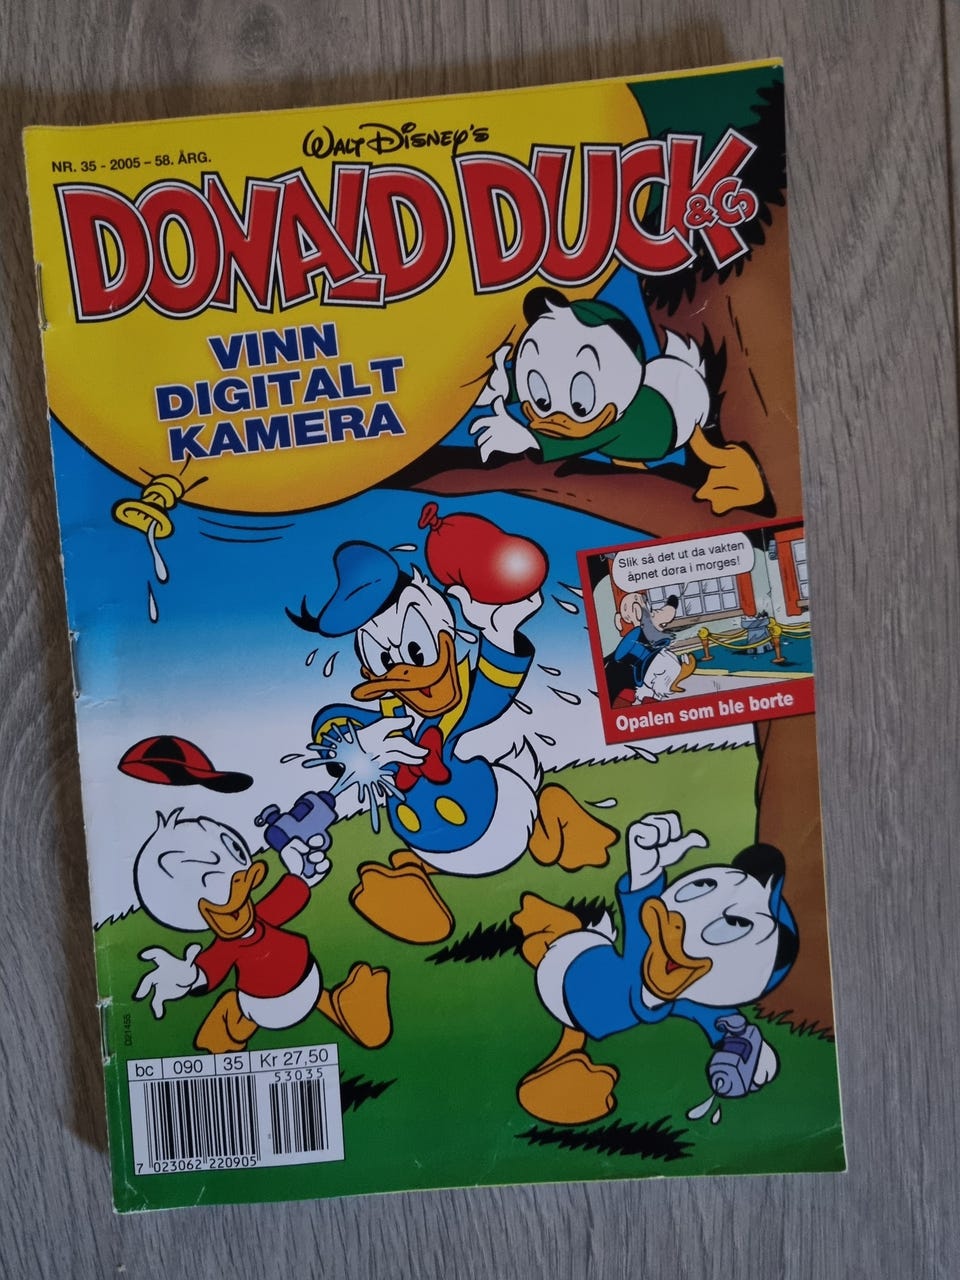 NR. 35 - 2005 – 58. ÅRG.
WALT DISNEY'S
DONALD DUCK & Co
VINN
DIGITALT
KAMERA
Slik så det ut da vakten
åpnet døra i morges!
Opalen som ble borte
D21455
bc 090 35 Kr 27,50
53035
7 023062 220905